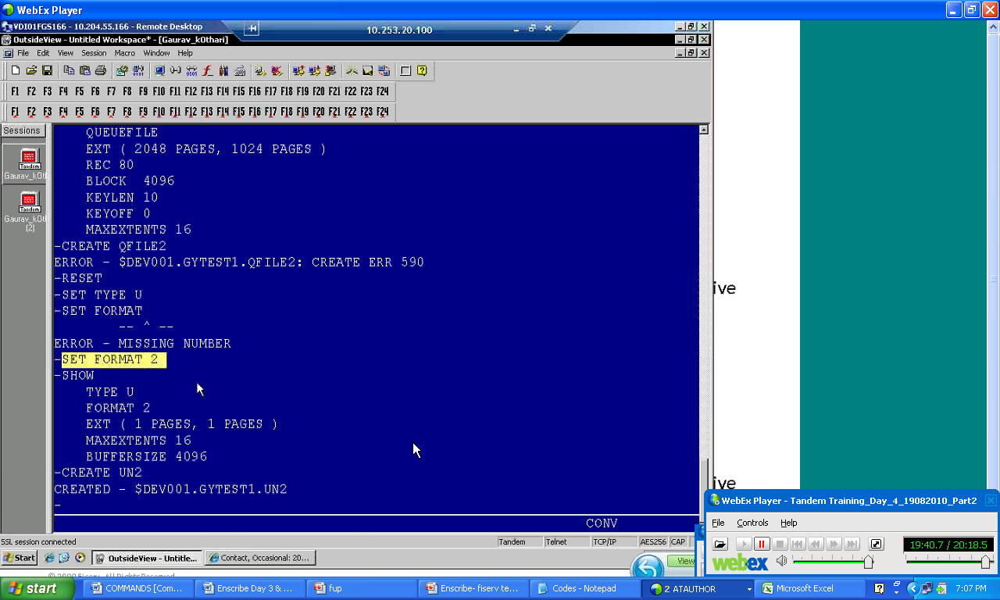 WebEx Player
VDI01FGS166 - 10.204.55.166 - Remote Desktop
10.253.20.100
OutsideView - Untitled Workspace* - [Gaurav_kOthari]
File Edit View Session Macro Window Help
F1 F2 F3 F4 F5 F6 F7 F8 F9 F10 F11 F12 F13 F14 F15 F16 F17 F18 F19 F20 F21 F22 F23 F24
F1 F2 F3 F4 F5 F6 F7 F8 F9 F10 F11 F12 F13 F14 F15 F16 F17 F18 F19 F20 F21 F22 F23 F24
Sessions
Tandem
Gaurav_kOt
Tandem
QUEUEFILE
EXT ( 2048 PAGES, 1024 PAGES )
REC 80
BLOCK 4096
KEYLEN 10
KEYOFF 0
MAXEXTENTS 16
-CREATE QFILE2
ERROR - $DEV001.GYTEST1.QFILE2: CREATE ERR 590
-RESET
-SET TYPE U
-SET FORMAT
-- ^ --
ERROR - MISSING NUMBER
-SET FORMAT 2
-SHOW
TYPE U
FORMAT 2
EXT ( 1 PAGES, 1 PAGES )
MAXEXTENTS 16
BUFFERSIZE 4096
-CREATE UN2
CREATED - $DEV001.GYTEST1.UN2
-
CONV
ive
ive
SSL session connected
Tandem Telnet TCP/IP AES256 CAP
Start
OutsideView - Untitle...
Contact, Occasional: 20...
View
WebEx Player - Tandem Training_Day_4_19082010_Part2
File Controls Help
19:40.7 / 20:18.5
webex
start
COMMANDS [Com...
Enscribe Day 3 & ...
fup
Enscribe- fiserv te...
Codes - Notepad
2 ATAUTHOR
Microsoft Excel
7:07 PM